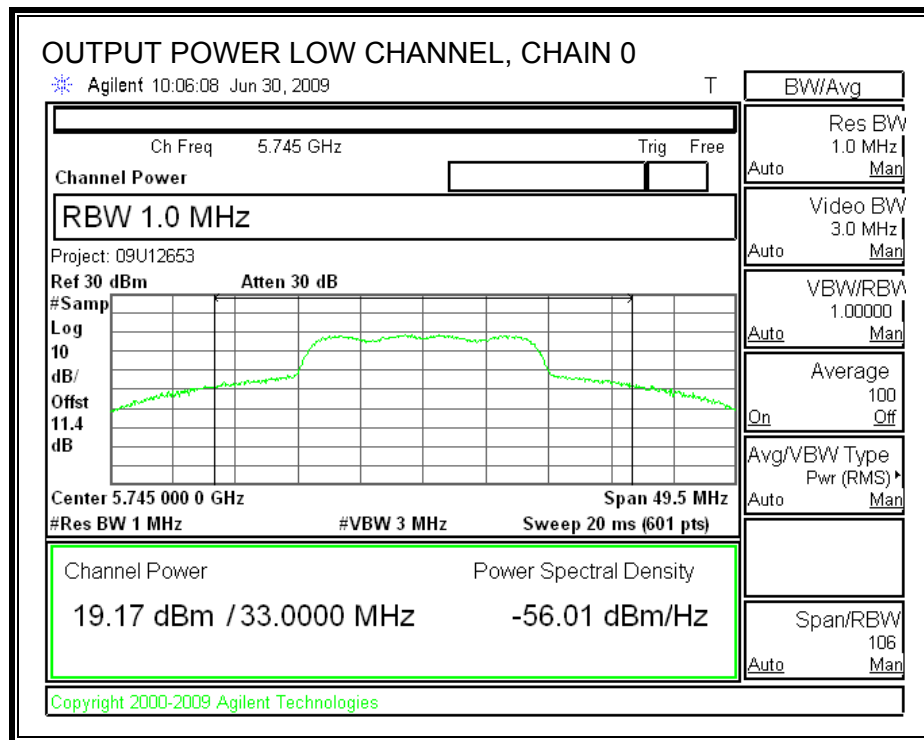 OUTPUT POWER LOW CHANNEL, CHAIN 0
Agilent 10:06:08 Jun 30, 2009 T
Ch Freq 5.745 GHz Trig Free
Channel Power
RBW 1.0 MHz
Project: 09U12653
Ref 30 dBm Atten 30 dB
#Samp
Log
10
dB/
Offst
11.4
dB
Center 5.745 000 0 GHz Span 49.5 MHz
#Res BW 1 MHz #VBW 3 MHz Sweep 20 ms (601 pts)
Channel Power Power Spectral Density
19.17 dBm / 33.0000 MHz -56.01 dBm/Hz
Copyright 2000-2009 Agilent Technologies
BW/Avg
Res BW
1.0 MHz
Auto Man
Video BW
3.0 MHz
Auto Man
VBW/RBW
1.00000
Auto Man
Average
100
On Off
Avg/VBW Type
Pwr (RMS)
Auto Man
Span/RBW
106
Auto Man